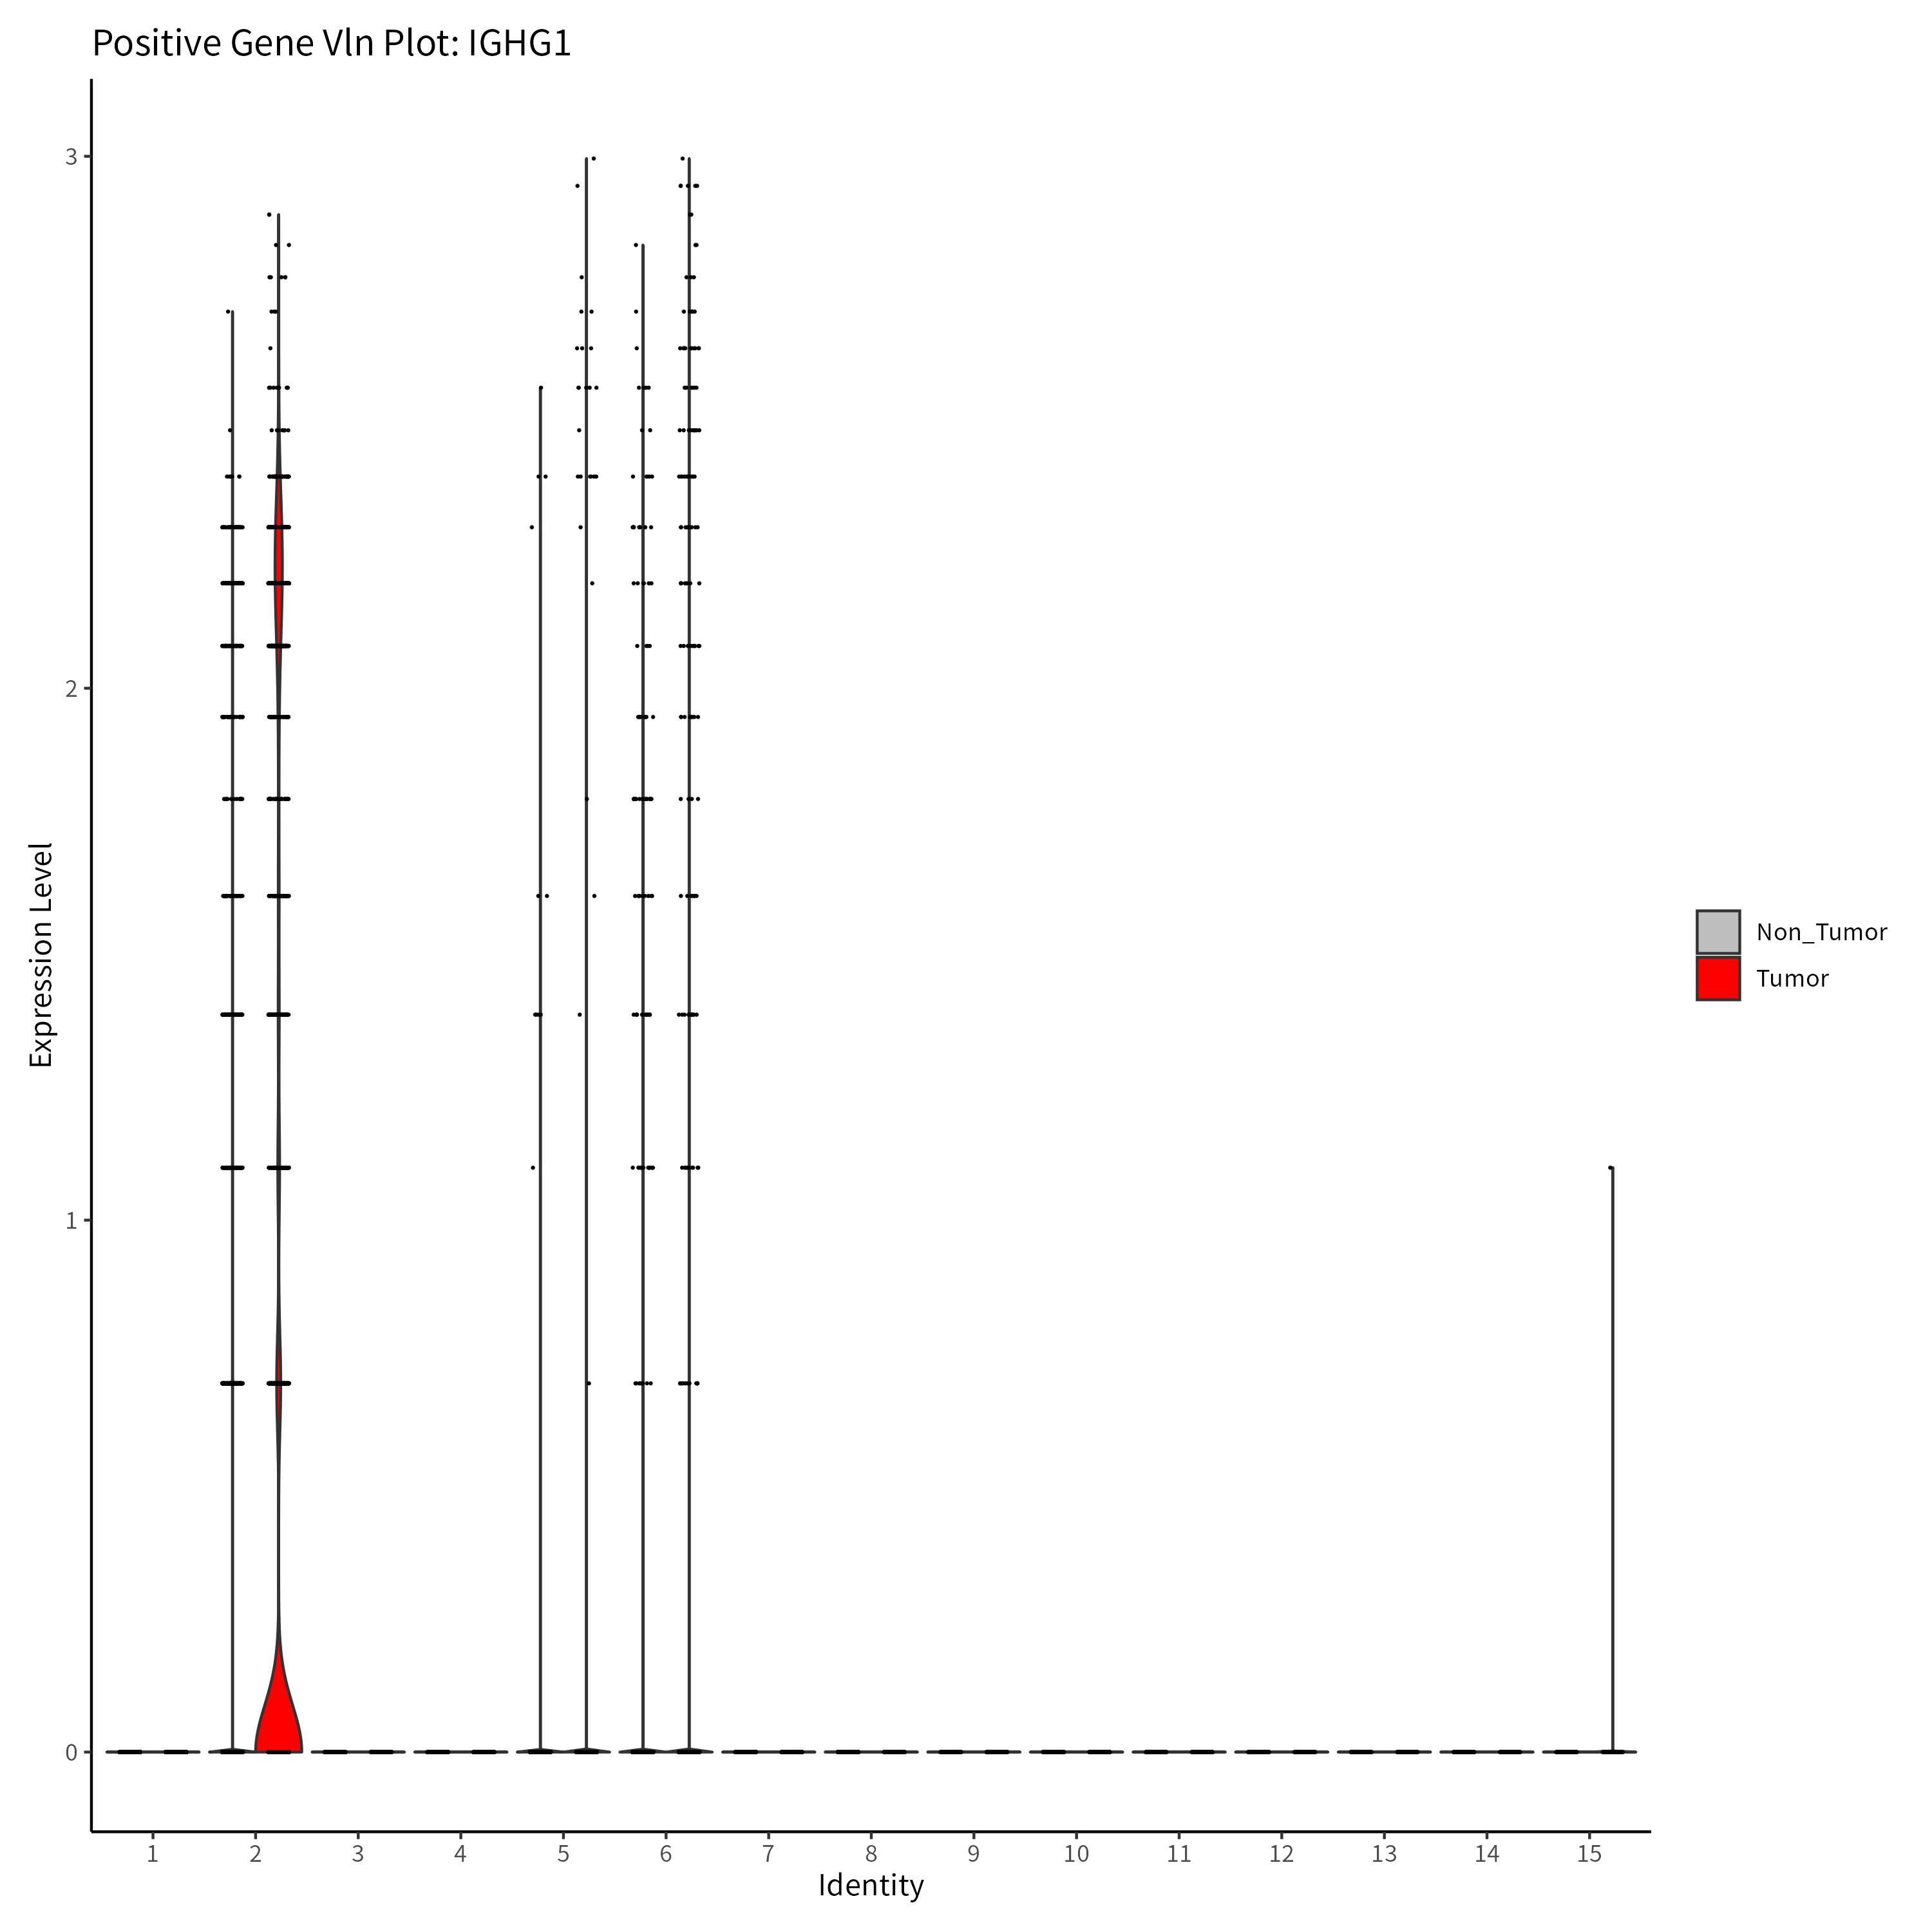 Positive Gene Vln Plot: IGHG1
3
2
1
0
Expression Level
1 2 3 4 5 6 7 8 9 10 11 12 13 14 15
Identity
Non_Tumor
Tumor